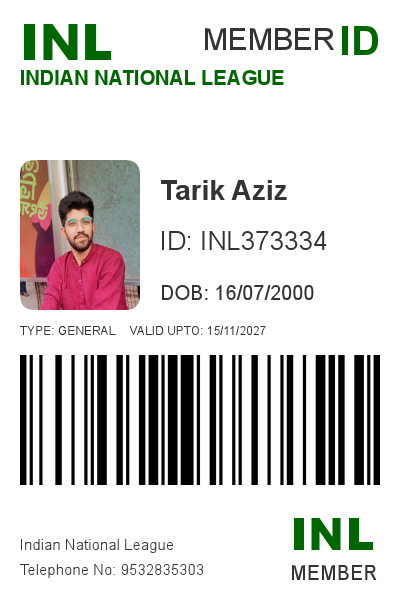 INL
MEMBER ID
INDIAN NATIONAL LEAGUE
Tarik Aziz
ID: INL373334
DOB: 16/07/2000
TYPE: GENERAL VALID UPTO: 15/11/2027
Indian National League
Telephone No: 9532835303
INL
MEMBER